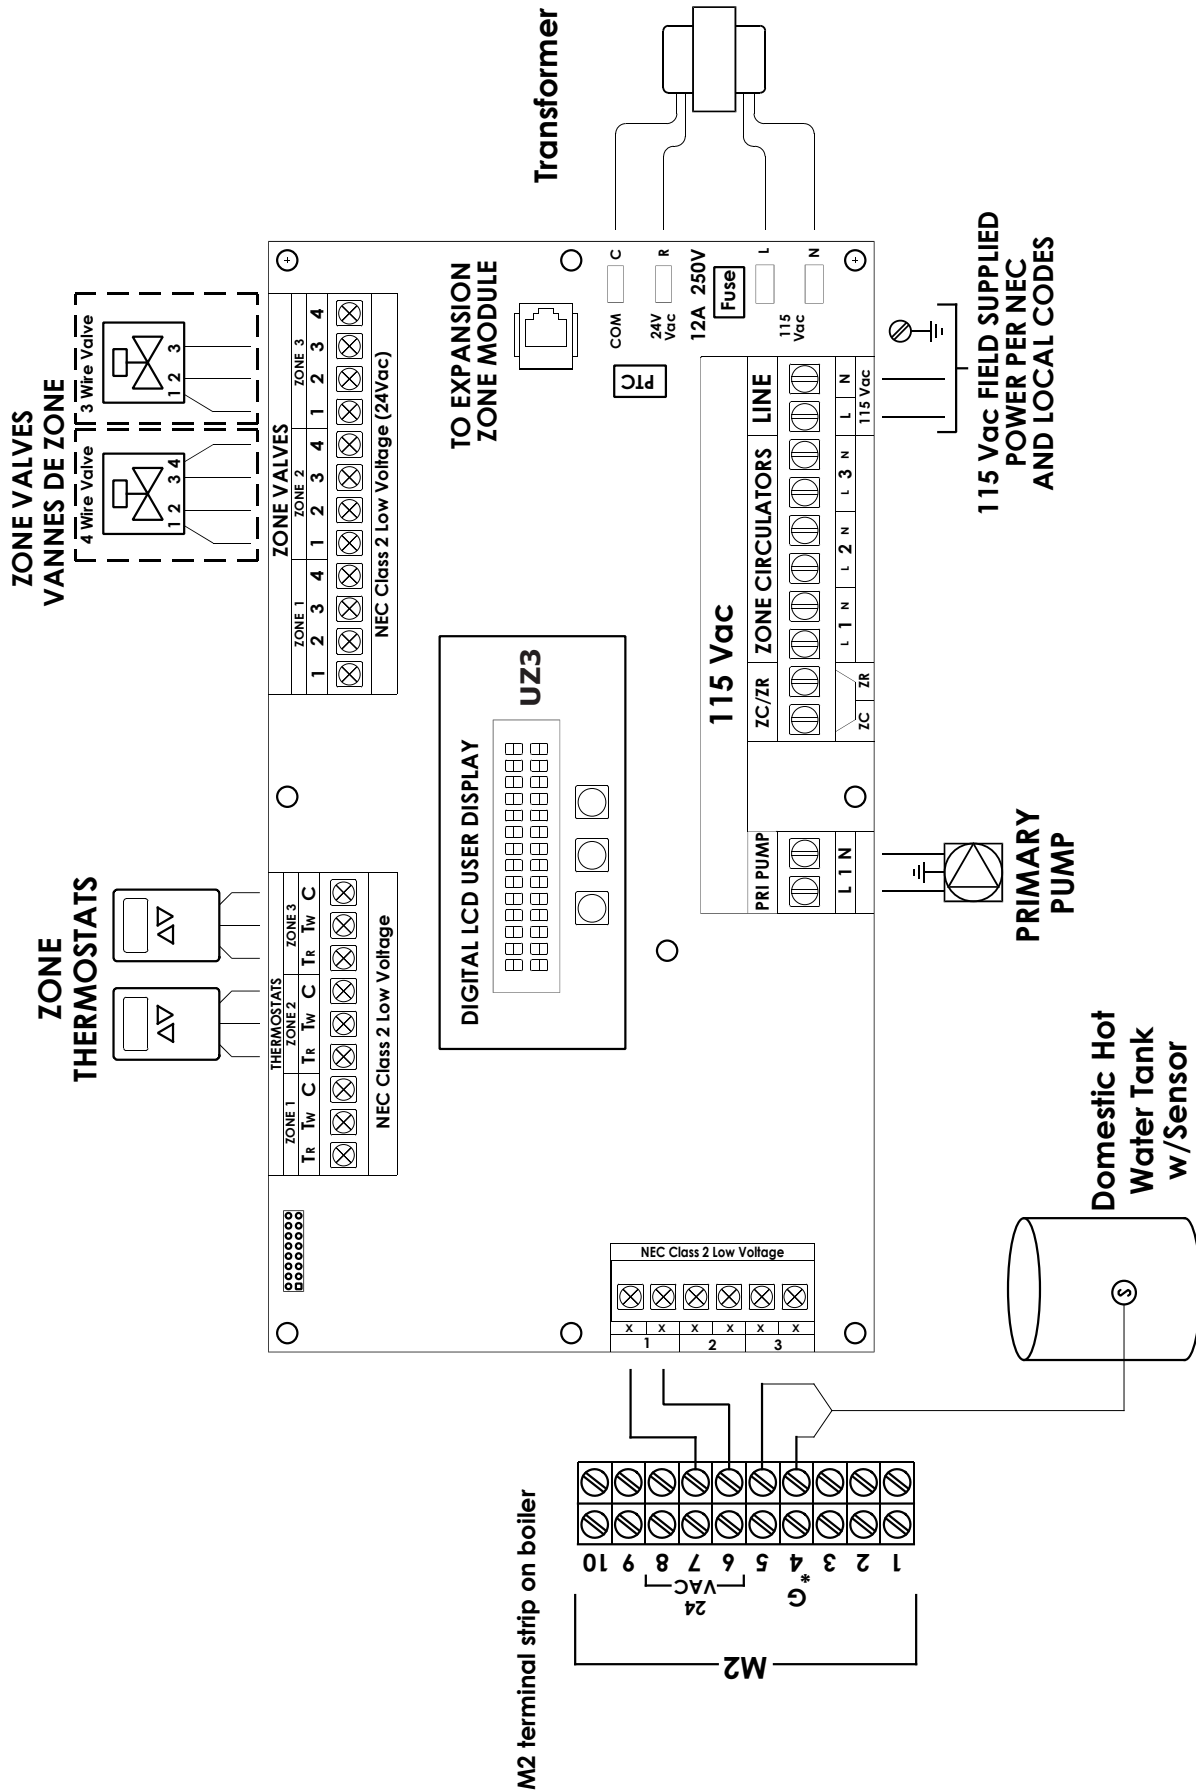 Transformer
ZONE VALVES
VANNES DE ZONE
4 Wire Valve
1 2 3 4
3 Wire Valve
1 2 3
ZONE
THERMOSTATS
THERMOSTATS
ZONE 1
ZONE 2
ZONE 3
TR TW C TR TW C TR TW C
NEC Class 2 Low Voltage
ZONE VALVES
ZONE 1
ZONE 2
ZONE 3
1 2 3 4 1 2 3 4 1 2 3 4
NEC Class 2 Low Voltage (24Vac)
TO EXPANSION
ZONE MODULE
DIGITAL LCD USER DISPLAY
UZ3
PTC
COM
C
24V
Vac
R
12A 250V
Fuse
115
Vac
L
N
115 Vac
PRI PUMP
ZC/ZR
ZONE CIRCULATORS
LINE
L 1 N
ZC
ZR
L 1 N
L 2 N
L 3 N
L
N
115 Vac
PRIMARY
PUMP
115 Vac FIELD SUPPLIED
POWER PER NEC
AND LOCAL CODES
NEC Class 2 Low Voltage
X X X X X X
1 2 3
M2 terminal strip on boiler
10 9 8 7 6 5 4 3 2 1
24
VAC
G*
M2
S
Domestic Hot
Water Tank
w/Sensor